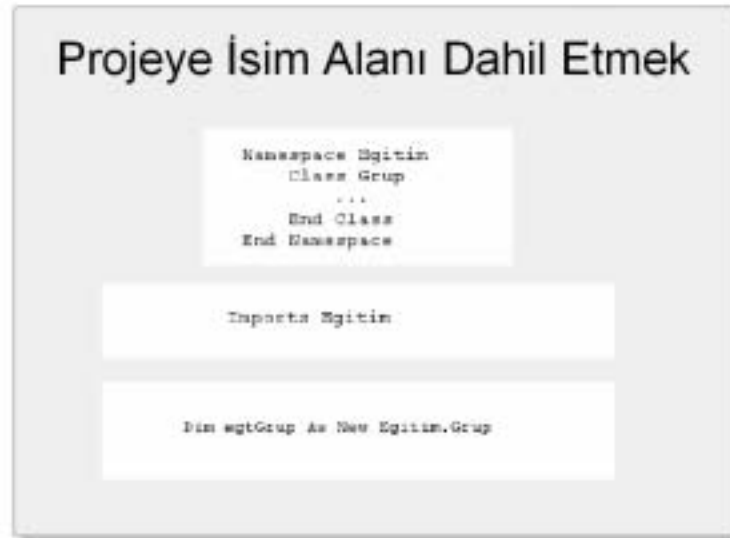 Projeye İsim Alanı Dahil Etmek
Namespace Egitim
Class Grup
...
End Class
End Namespace
Imports Egitim
Dim egtGrup As New Egitim.Grup